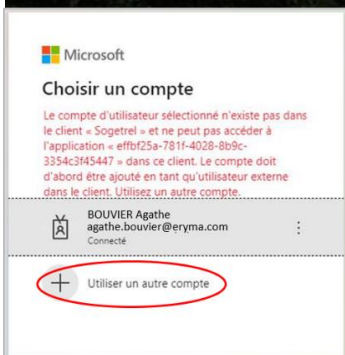 Microsoft
Choisir un compte
Le compte d'utilisateur sélectionné n'existe pas dans
le client « Sogetrel » et ne peut pas accéder à
l'application « effbf25a-781f-4028-8b9c-
3354c3f45447 » dans ce client. Le compte doit
d'abord être ajouté en tant qu'utilisateur externe
dans le client. Utilisez un autre compte.
BOUVIER Agathe
agathe.bouvier@eryma.com
Connecté
Utiliser un autre compte